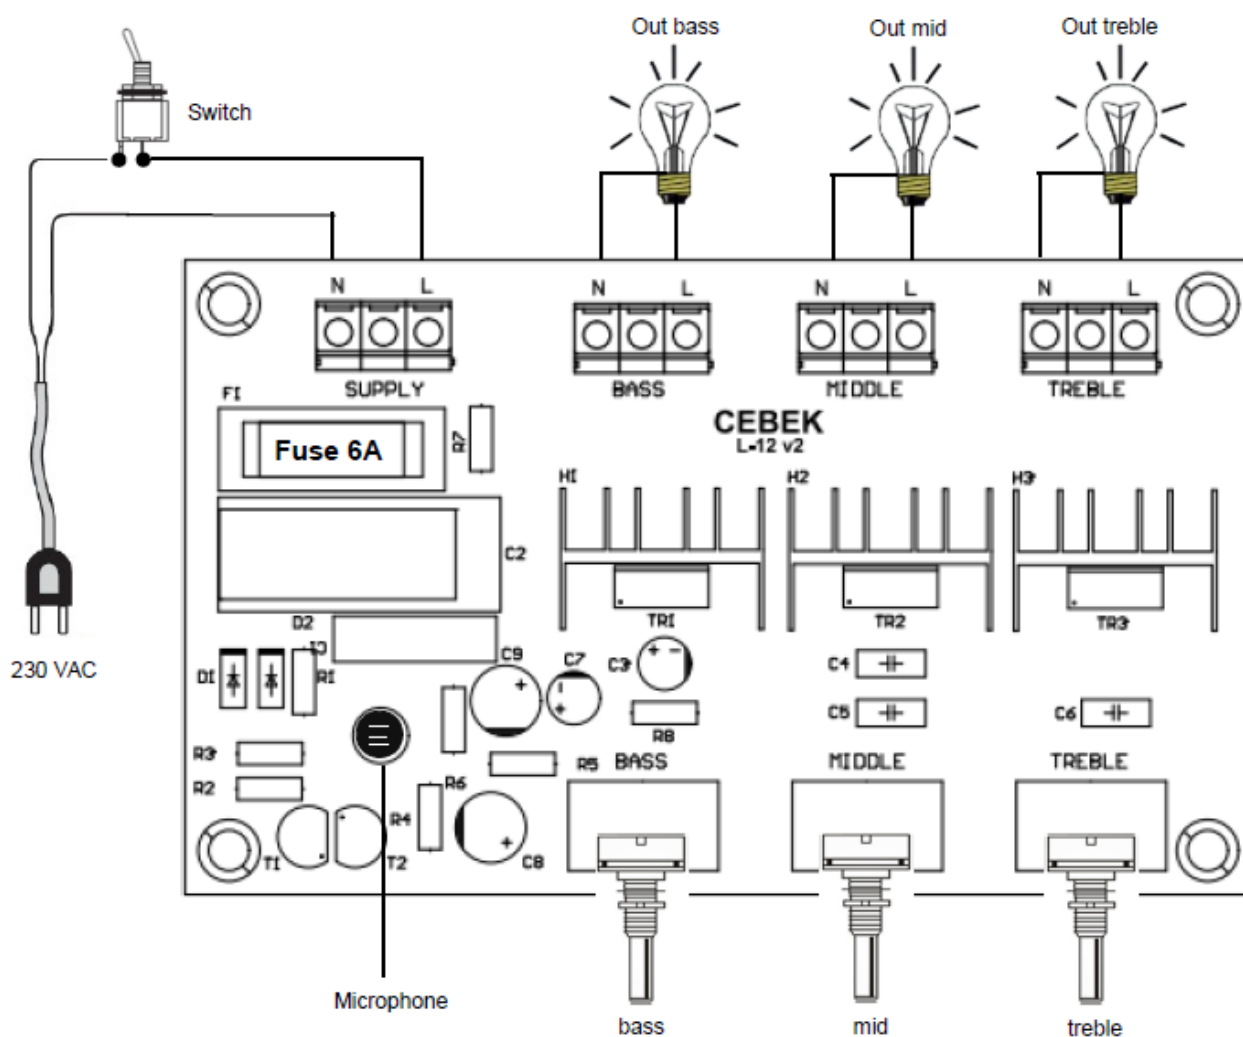 Out bass
Out mid
Out treble
Switch
N
L
N
L
N
L
N
L
SUPPLY
BASS
MIDDLE
TREBLE
F1
Fuse 6A
R7
CEBEK
L-12 v2
H1
H2
H3
C2
TR1
TR2
TR3
D2
C1
230 VAC
D1
R1
C9
C7
C3
C4
C5
C6
R8
R3
R2
R6
R5
BASS
MIDDLE
TREBLE
R4
T1
T2
C8
Microphone
bass
mid
treble